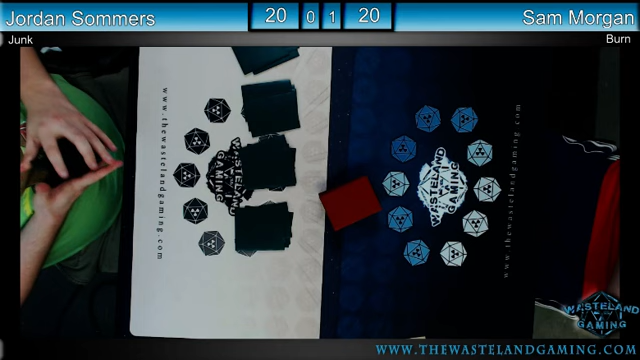 Jordan Sommers
20
0
1
20
Sam Morgan
Junk
Burn
www.thewastelandgaming.com
WASTELAND
GAMING
WASTELAND
GAMING
www.thewastelandgaming.com
WASTELAND
GAMING
WWW.THEWASTELANDGAMING.COM